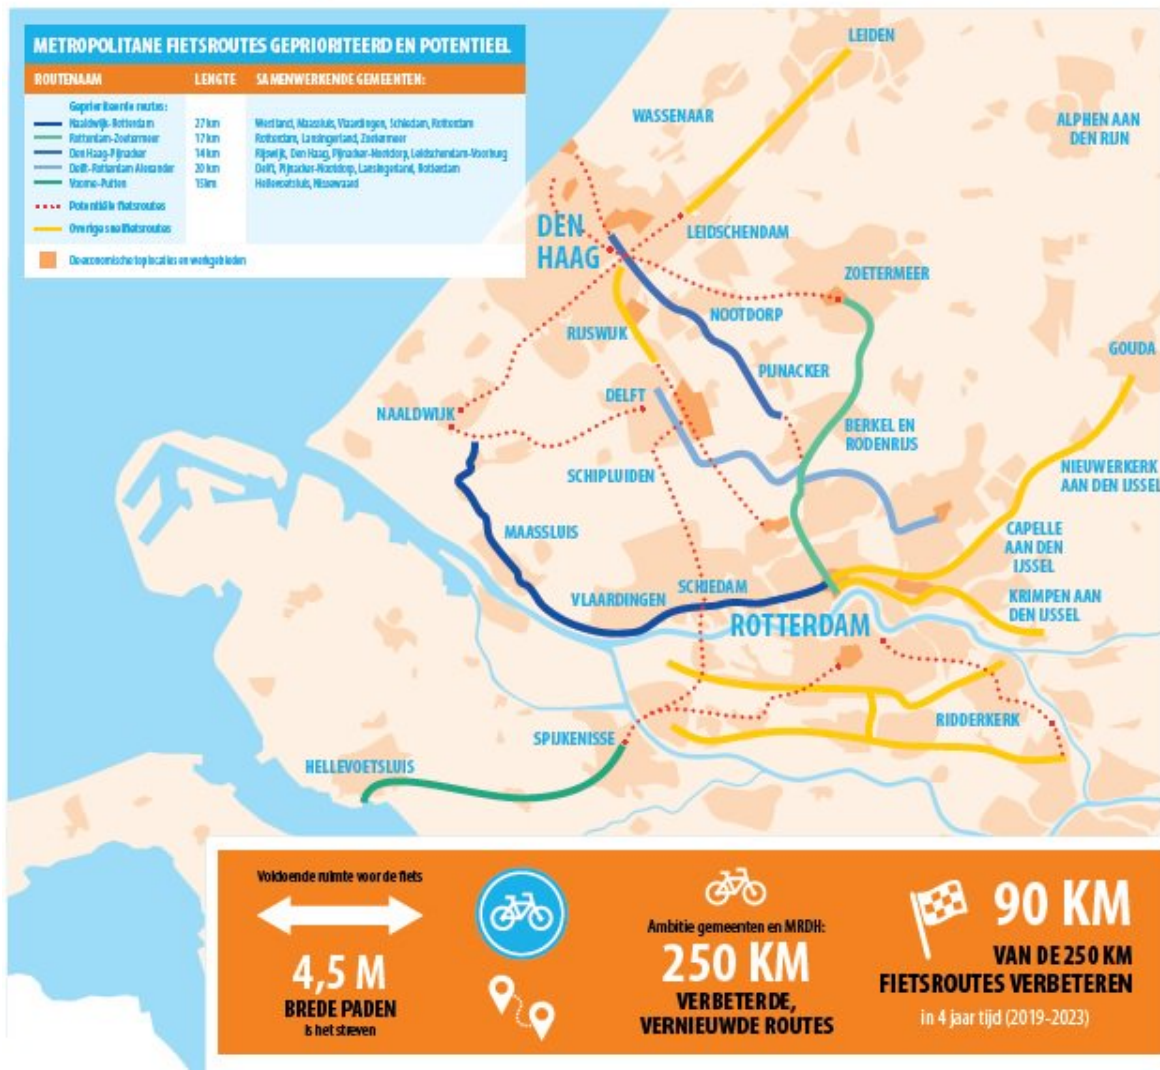 METROPOLITANE FIETSROUTES GEPRIORITEERD EN POTENTIEEL
ROUTENAAM LENGTE SAMENWERKENDE GEMEENTEN:
Geprioriteerde routes:
Naaldwijk-Rotterdam 27 km Westland, Maassluis, Vlaardingen, Schiedam, Rotterdam
Rotterdam-Zoetermeer 17 km Rotterdam, Lansingerland, Zoetermeer
Den Haag-Pijnacker 14 km Rijswijk, Den Haag, Pijnacker-Nootdorp, Leidschendam-Voorburg
Delft-Rotterdam Alexander 20 km Delft, Pijnacker-Nootdorp, Lansingerland, Rotterdam
Voorne-Putten 15km Hellevoetsluis, Nissewaard
Potentiële fietsroutes
Overige snelfietsroutes
De economische toplocaties en werkgebieden
LEIDEN
WASSENAAR
ALPHEN AAN
DEN RIJN
DEN
HAAG
LEIDSCHENDAM
ZOETERMEER
NOOTDORP
RIJSWIJK
GOUDA
PIJNACKER
DELFT
NAALDWIJK
BERKEL EN
RODENRIJS
NIEUWERKERK
AAN DEN IJSSEL
SCHIPLUIDEN
MAASSLUIS
CAPELLE
AAN DEN
IJSSEL
SCHIEDAM
VLAARDINGEN
KRIMPEN AAN
DEN IJSSEL
ROTTERDAM
RIDDERKERK
SPIJKENISSE
HELLEVOETSLUIS
Voldoende ruimte voor de fiets
4,5 M
BREDE PADEN
is het streven
Ambitie gemeenten en MRDH:
250 KM
VERBETERDE,
VERNIEUWDE ROUTES
90 KM
VAN DE 250 KM
FIETSROUTES VERBETEREN
in 4 jaar tijd (2019-2023)